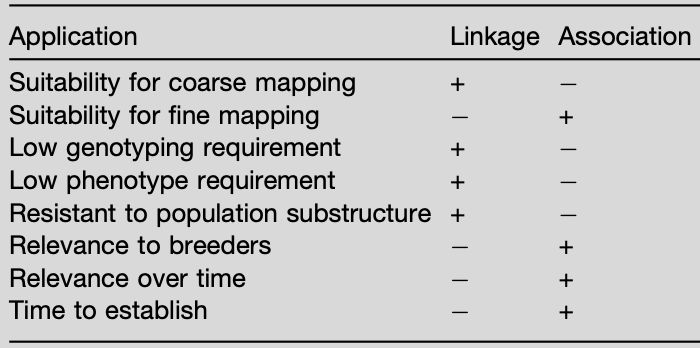 Application Linkage Association
Suitability for coarse mapping + −
Suitability for fine mapping − +
Low genotyping requirement + −
Low phenotype requirement + −
Resistant to population substructure + −
Relevance to breeders − +
Relevance over time − +
Time to establish − +